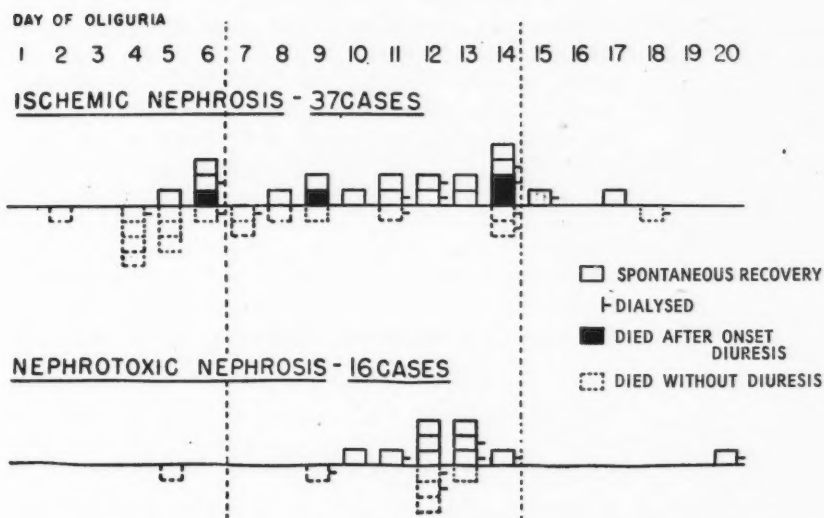 DAY OF OLIGURIA
1 2 3 4 5 6 7 8 9 10 11 12 13 14 15 16 17 18 19 20
ISCHEMIC NEPHROSIS - 37CASES
SPONTANEOUS RECOVERY
DIALYSED
DIED AFTER ONSET
DIURESIS
DIED WITHOUT DIURESIS
NEPHROTOXIC NEPHROSIS - 16CASES